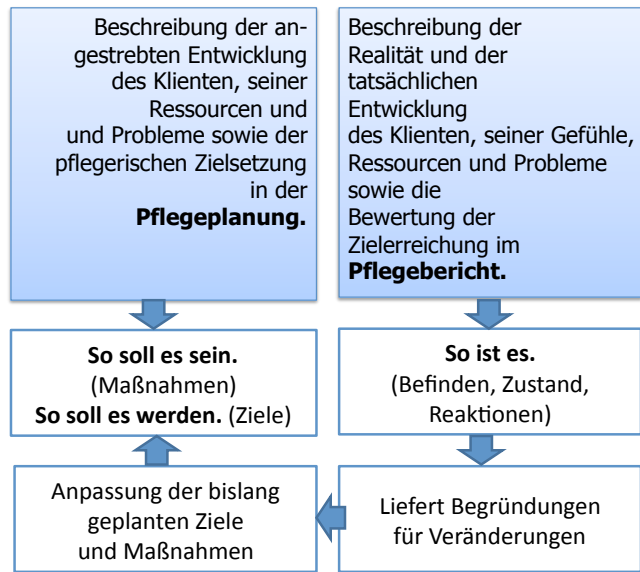 Beschreibung der an-
gestrebten Entwicklung
des Klienten, seiner
Ressourcen und
und Probleme sowie der
pflegerischen Zielsetzung
in der
Pflegeplanung.
Beschreibung der
Realität und der
tatsächlichen
Entwicklung
des Klienten, seiner Gefühle,
Ressourcen und Probleme
sowie die
Bewertung der
Zielerreichung im
Pflegebericht.
So soll es sein.
(Maßnahmen)
So soll es werden. (Ziele)
So ist es.
(Befinden, Zustand,
Reaktionen)
Anpassung der bislang
geplanten Ziele
und Maßnahmen
Liefert Begründungen
für Veränderungen